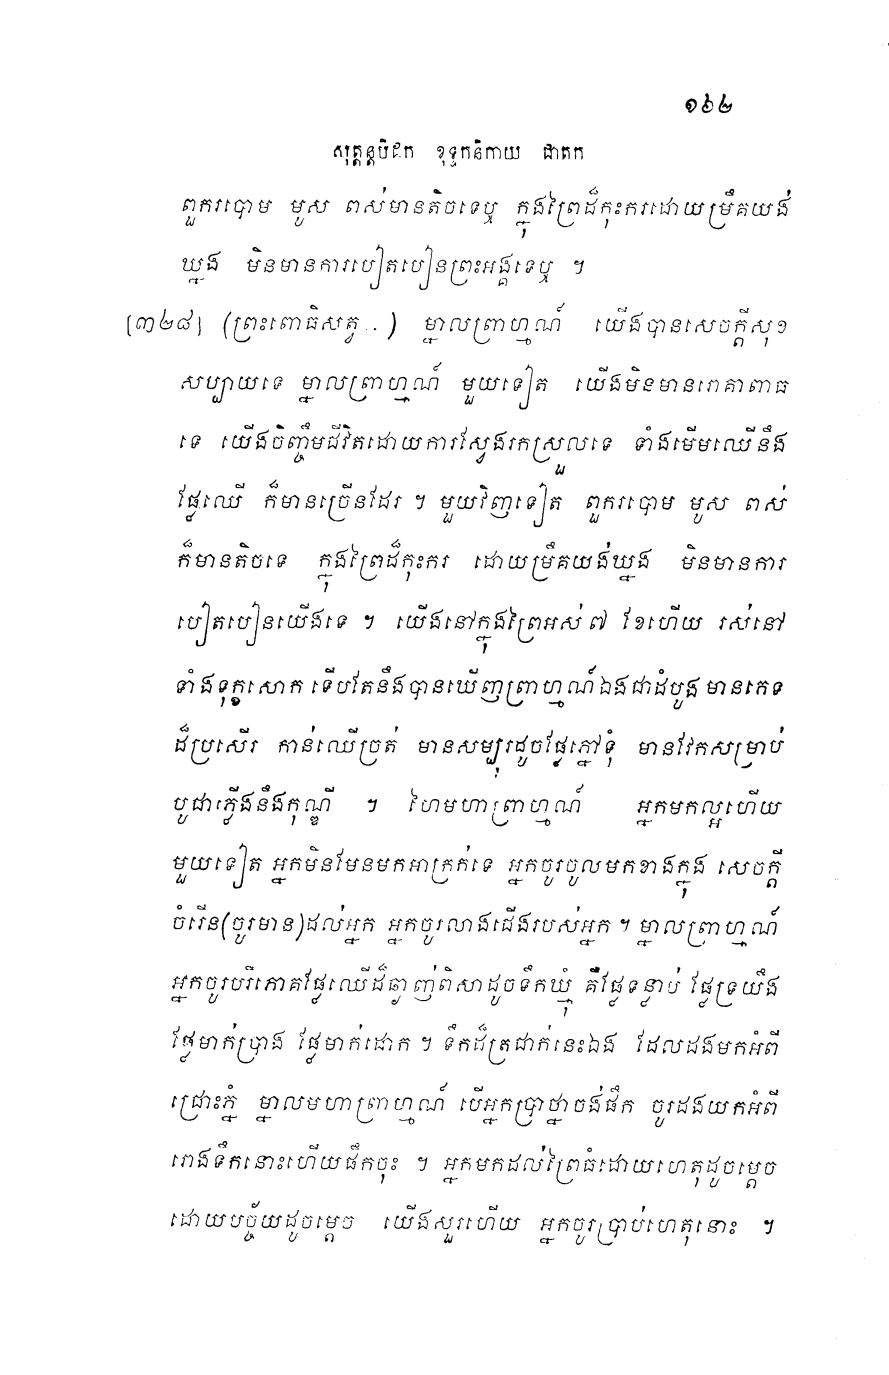 ១៦២
សុត្តន្តបិដក ខុទ្ទកនិកាយ ជាតក
ពួករបោម មូស ពស់មានតិចទេឬ ក្នុងព្រៃដ៏កុះករដោយម្រឹគយង់
ឃ្នង មិនមានការបៀតបៀនព្រះអង្គទេឬ ។
[៣២៨] (ព្រះពោធិសត្វ..) ម្នាលព្រាហ្មណ៍ យើងបានសេចក្តីសុខ
សប្បាយទេ ម្នាលព្រាហ្មណ៍ មួយទៀត យើងមិនមានរោគាពាធ
ទេ យើងចិញ្ចឹមជីវិតដោយការស្វែងរកស្រួលទេ ទាំងមើមឈើនឹង
ផ្លែឈើ ក៏មានច្រើនដែរ ។ មួយវិញទៀត ពួករបោម មូស ពស់
ក៏មានតិចទេ ក្នុងព្រៃដ៏កុះករ ដោយម្រឹគយង់ឃ្នង មិនមានការ
បៀតបៀនយើងទេ ។ យើងនៅក្នុងព្រៃអស់ ៧ ខែហើយ រស់នៅ
ទាំងទុក្ខសោក ទើបតែនឹងបានឃើញព្រាហ្មណ៍ឯងជាដំបូង មានភេទ
ដ៏ប្រសើរ កាន់ឈើច្រត់ មានសម្បុរដូចផ្លែភ្នៅទុំ មានវែកសម្រាប់
បូជាភ្លើងនឹងកុណ្ឌី ។ ហៃមហាព្រាហ្មណ៍ អ្នកមកល្អហើយ
មួយទៀត អ្នកមិនមែនមកអាក្រក់ទេ អ្នកចូរចូលមកខាងក្នុង សេចក្តី
ចំរើន(ចូរមាន)ដល់អ្នក អ្នកចូរលាងជើងរបស់អ្នក ។ ម្នាលព្រាហ្មណ៍
អ្នកចូរបរិភោគផ្លែឈើដ៏ឆ្ងាញ់ពិសាដូចទឹកឃ្មុំ គឺផ្លែទន្លាប់ ផ្លែទ្រយឹង
ផ្លែមាក់ប្រាង ផ្លែមាក់ដោក ។ ទឹកដ៏ត្រជាក់នេះឯង ដែលដងមកអំពី
ជ្រោះភ្នំ ម្នាលមហាព្រាហ្មណ៍ បើអ្នកប្រាថ្នាចង់ផឹក ចូរដងយកអំពី
រោងទឹកនោះហើយផឹកចុះ ។ អ្នកមកដល់ព្រៃធំដោយហេតុដូចម្តេច
ដោយបច្ច័យដូចម្តេច យើងសួរហើយ អ្នកចូរប្រាប់ហេតុនោះ ។